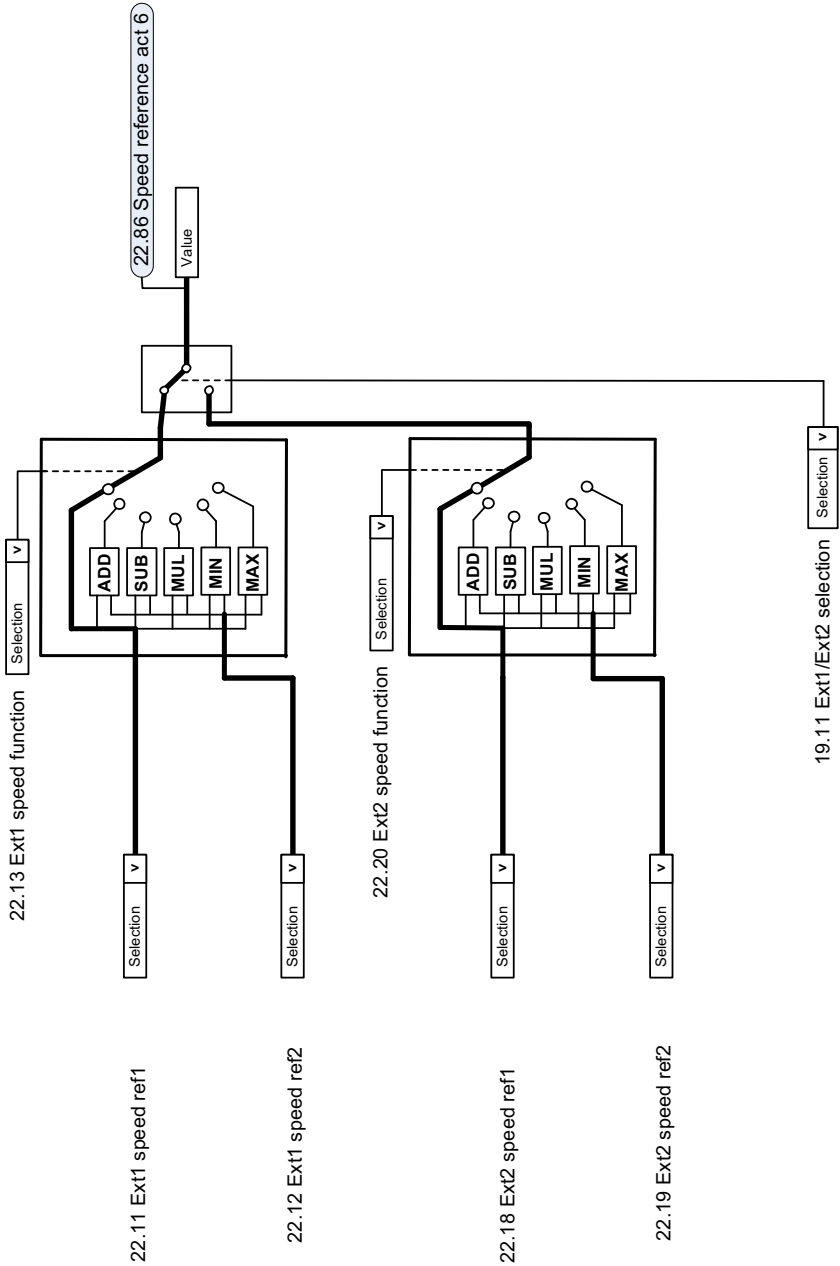 22.86 Speed reference act 6
Value
22.13 Ext1 speed function
Selection v
ADD
SUB
MUL
MIN
MAX
22.11 Ext1 speed ref1
Selection v
22.12 Ext1 speed ref2
Selection v
22.20 Ext2 speed function
Selection v
ADD
SUB
MUL
MIN
MAX
22.18 Ext2 speed ref1
Selection v
22.19 Ext2 speed ref2
Selection v
19.11 Ext1/Ext2 selection
Selection v